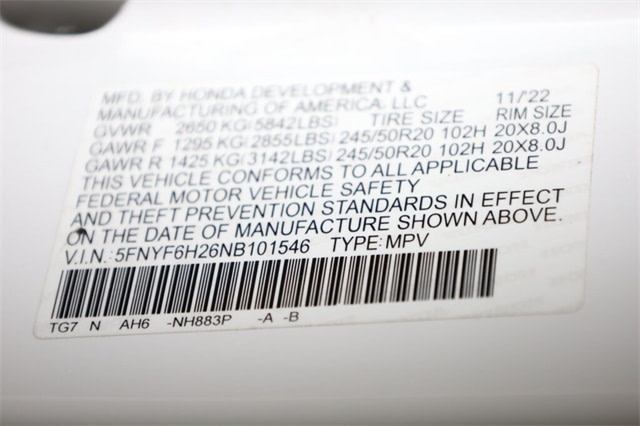 MFD. BY HONDA DEVELOPMENT &
MANUFACTURING OF AMERICA, LLC 11/'22
GVWR 2650 KG(5842LBS) TIRE SIZE RIM SIZE
GAWR F 1295 KG(2855LBS) 245/50R20 102H 20X8.0J
GAWR R 1425 KG(3142LBS) 245/50R20 102H 20X8.0J
THIS VEHICLE CONFORMS TO ALL APPLICABLE
FEDERAL MOTOR VEHICLE SAFETY
AND THEFT PREVENTION STANDARDS IN EFFECT
ON THE DATE OF MANUFACTURE SHOWN ABOVE.
V.I.N.: 5FNYF6H26NB101546 TYPE: MPV
TG7 N AH6 -NH883P -A -B